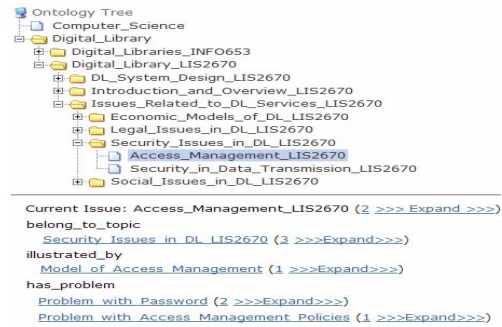 Ontology Tree
Computer_Science
Digital_Library
Digital_Libraries_INFO653
Digital_Library_LIS2670
DL_System_Design_LIS2670
Introduction_and_Overview_LIS2670
Issues_Related_to_DL_Services_LIS2670
Economic_Models_of_DL_LIS2670
Legal_Issues_in_DL_LIS2670
Security_Issues_in_DL_LIS2670
Access_Management_LIS2670
Security_in_Data_Transmission_LIS2670
Social_Issues_in_DL_LIS2670
Current Issue: Access_Management_LIS2670 (2 >>> Expand >>>)
belong_to_topic
Security Issues in DL LIS2670 (3 >>>Expand>>>)
illustrated_by
Model of Access Management (1 >>>Expand>>>)
has_problem
Problem with Password (2 >>>Expand>>>)
Problem with Access Management Policies (1 >>>Expand>>>)